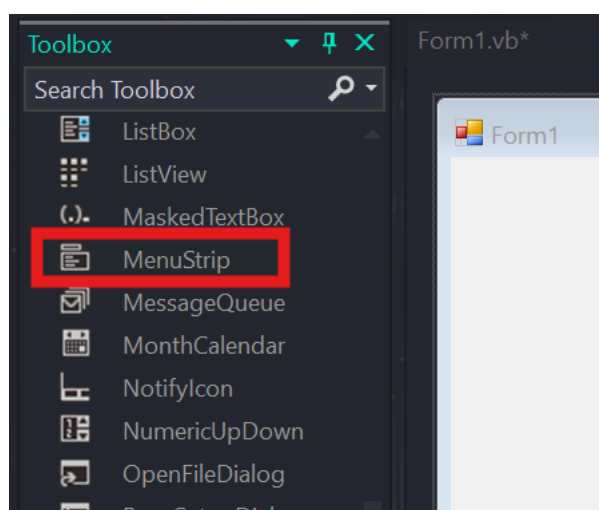 Toolbox
Form1.vb*
Search Toolbox
Form1
ListBox
ListView
MaskedTextBox
MenuStrip
MessageQueue
MonthCalendar
NotifyIcon
NumericUpDown
OpenFileDialog